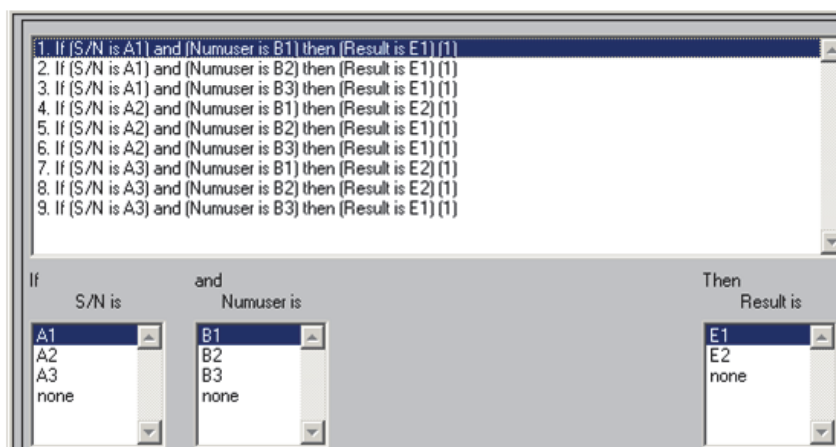 1. If (S/N is A1) and (Numuser is B1) then (Result is E1) (1)
2. If (S/N is A1) and (Numuser is B2) then (Result is E1) (1)
3. If (S/N is A1) and (Numuser is B3) then (Result is E1) (1)
4. If (S/N is A2) and (Numuser is B1) then (Result is E2) (1)
5. If (S/N is A2) and (Numuser is B2) then (Result is E1) (1)
6. If (S/N is A2) and (Numuser is B3) then (Result is E1) (1)
7. If (S/N is A3) and (Numuser is B1) then (Result is E2) (1)
8. If (S/N is A3) and (Numuser is B2) then (Result is E2) (1)
9. If (S/N is A3) and (Numuser is B3) then (Result is E1) (1)
If and Then
S/N is Numuser is Result is
A1 B1 E1
A2 B2 E2
A3 B3 none
none none